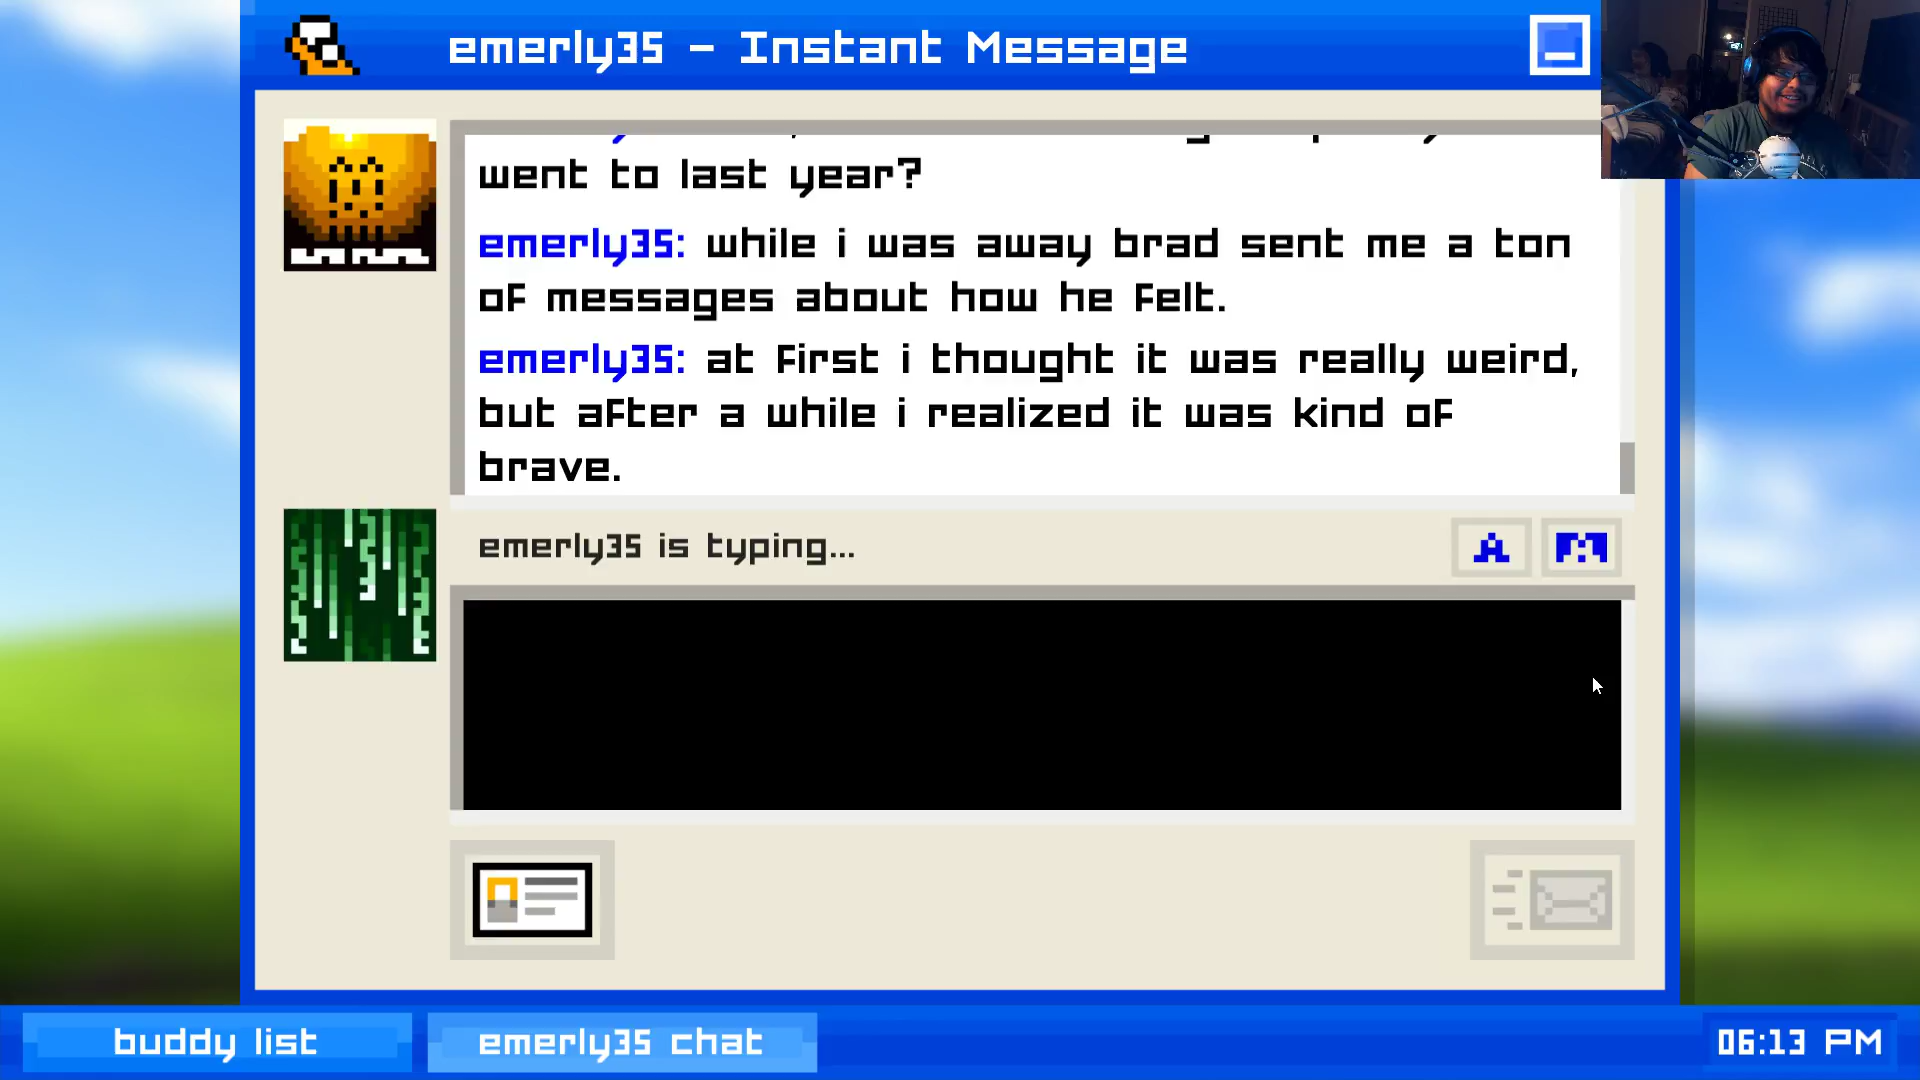 emerly35 - Instant Message
went to last year?
emerly35: while i was away brad sent me a ton
of messages about how he felt.
emerly35: at first i thought it was really weird,
but after a while i realized it was kind of
brave.
emerly35 is typing...
A
buddy list
emerly35 chat
06:13 PM